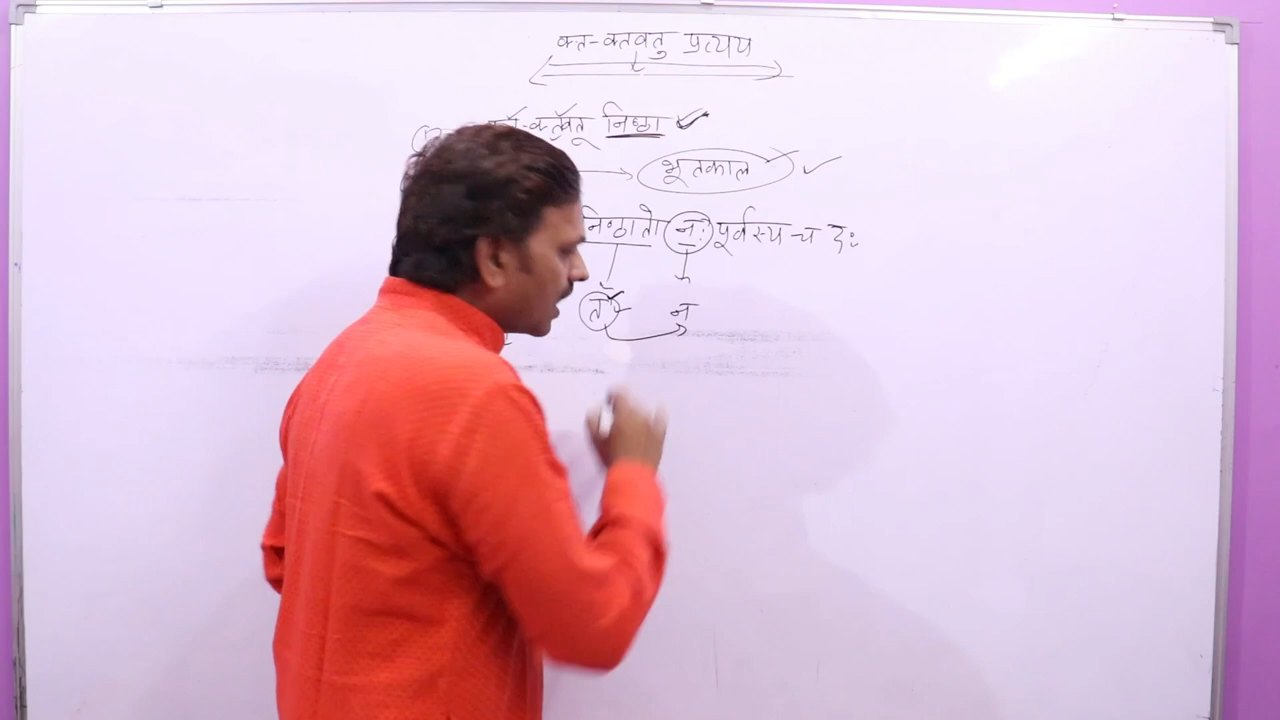 क्त-क्तवतु प्रत्यय
क्तवतू निष्ठा
भूतकाल
निष्ठातो नः पूर्वस्य च दः
त न